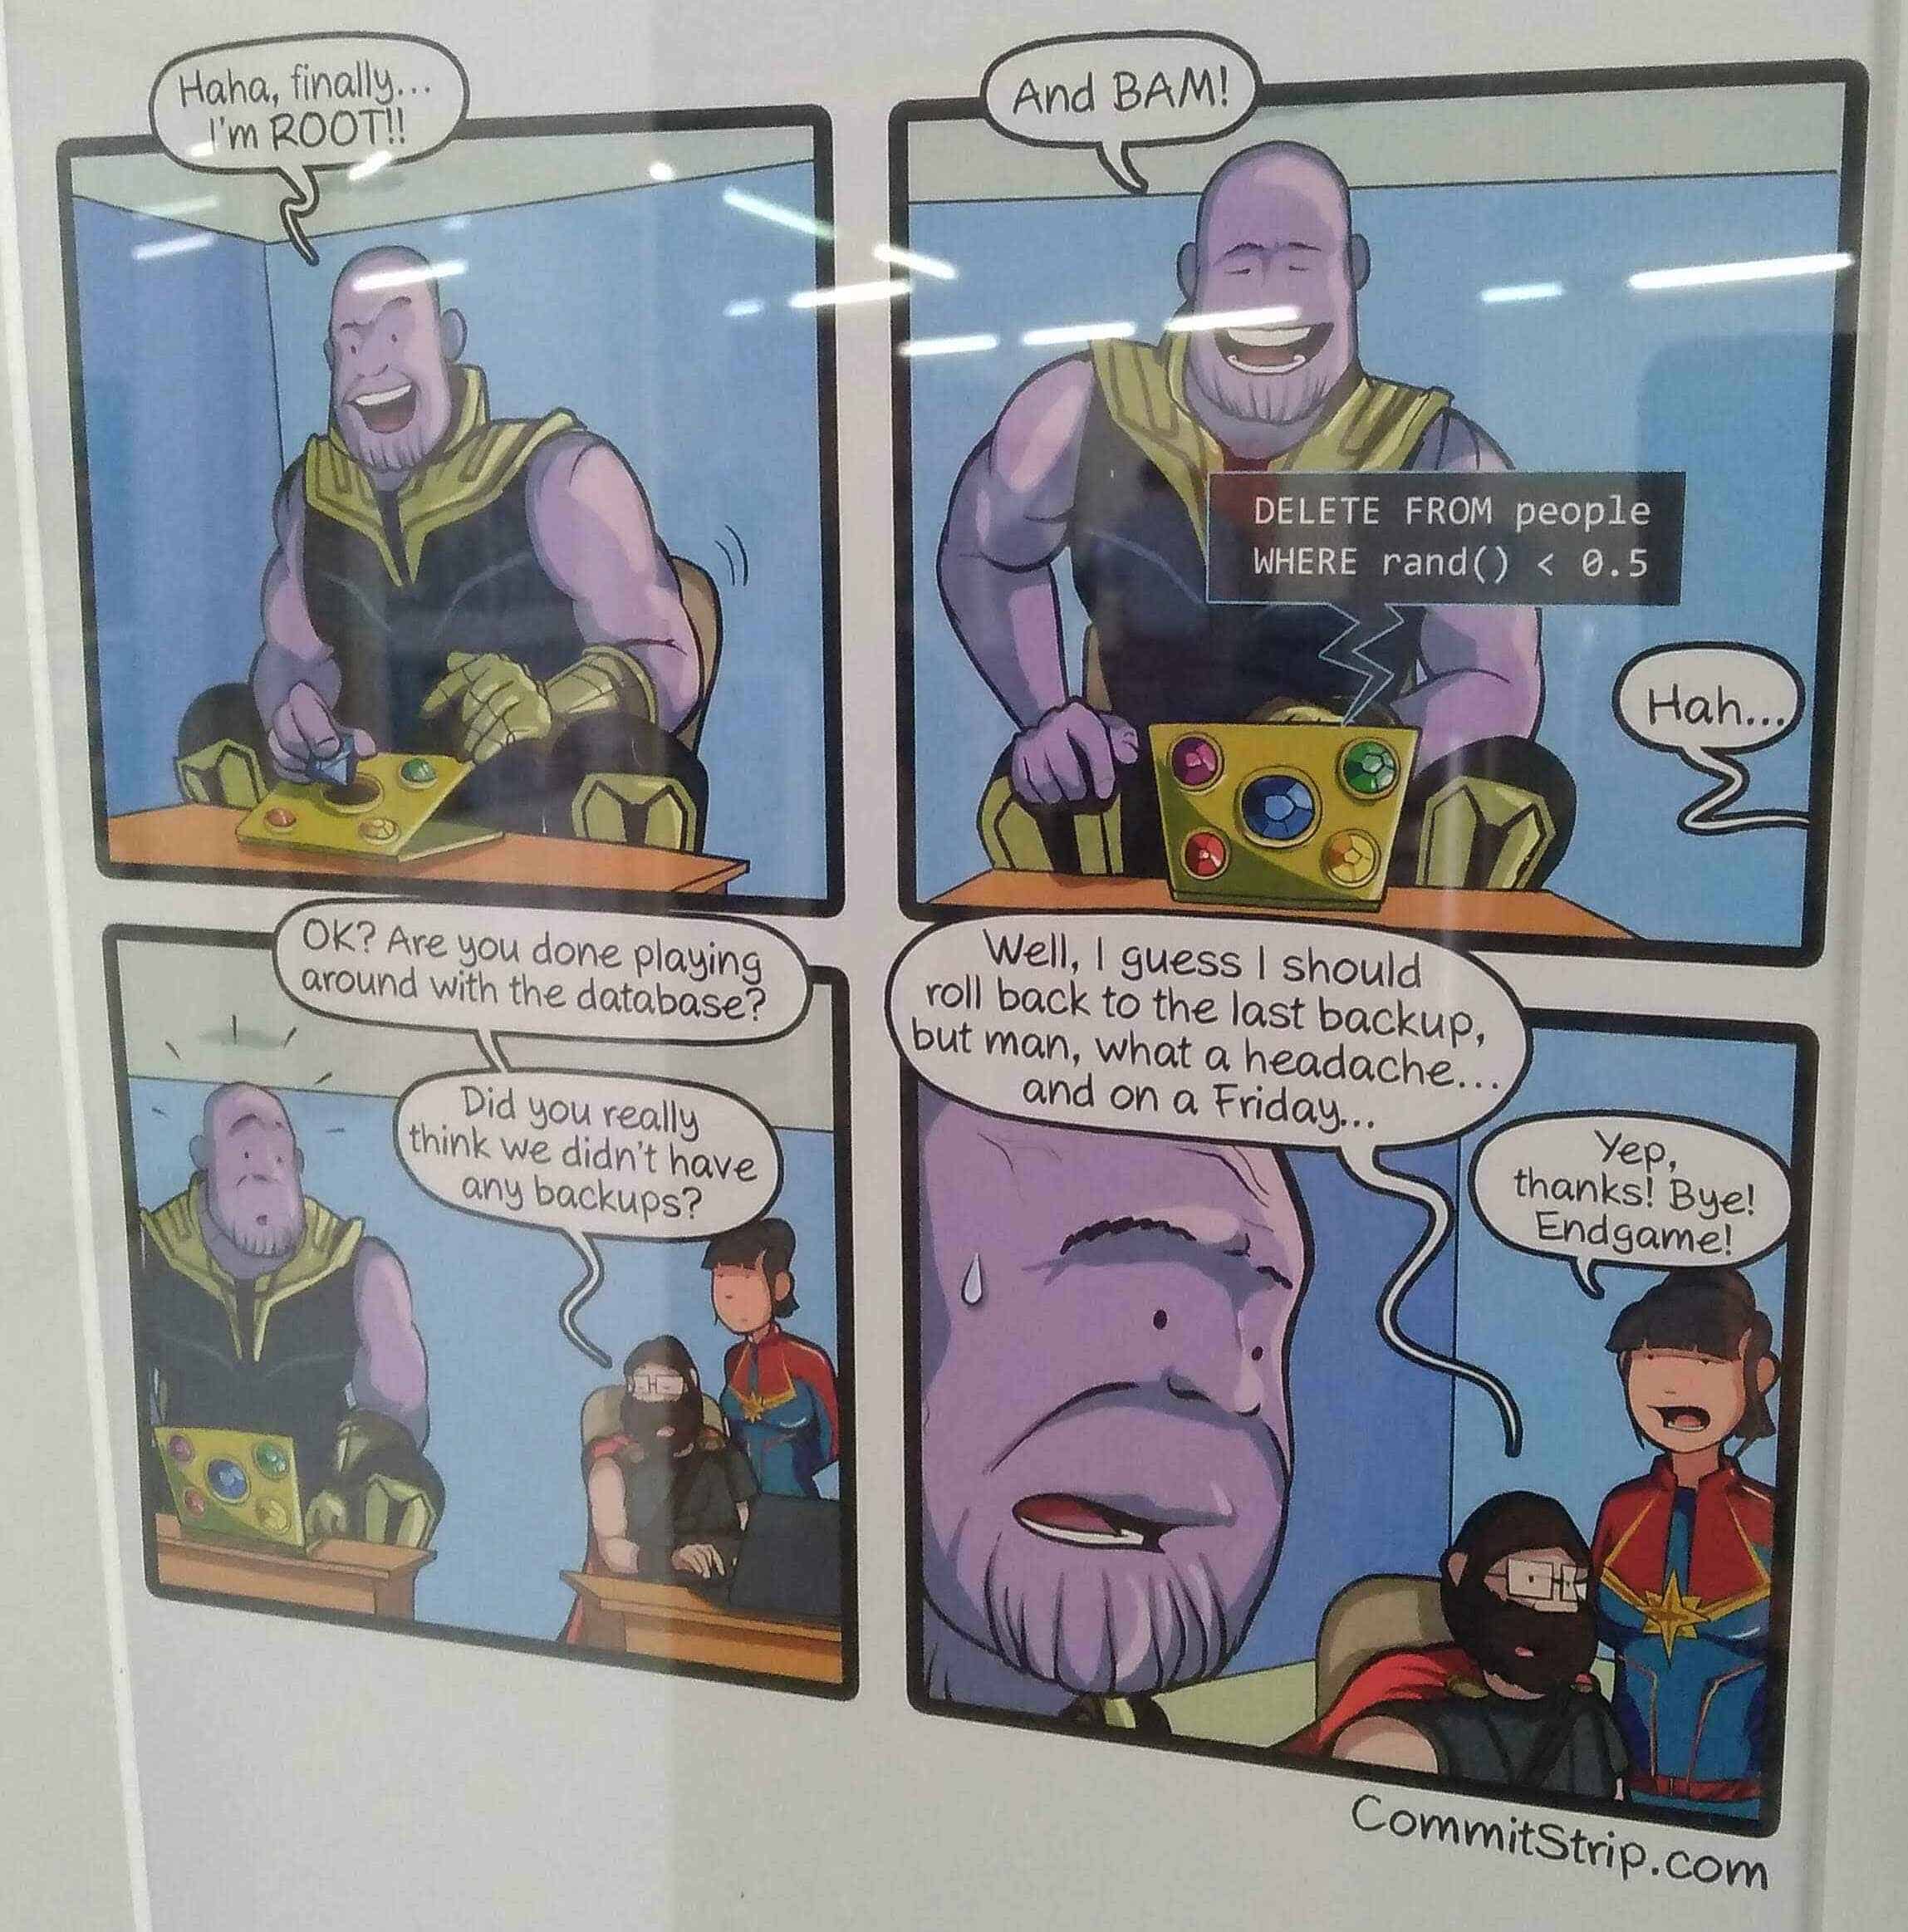 Haha, finally...
I'm ROOT!!
And BAM!
DELETE FROM people
WHERE rand() < 0.5
Hah...
OK? Are you done playing
around with the database?
Did you really
think we didn't have
any backups?
Well, I guess I should
roll back to the last backup,
but man, what a headache...
and on a Friday...
Yep,
thanks! Bye!
Endgame!
CommitStrip.com